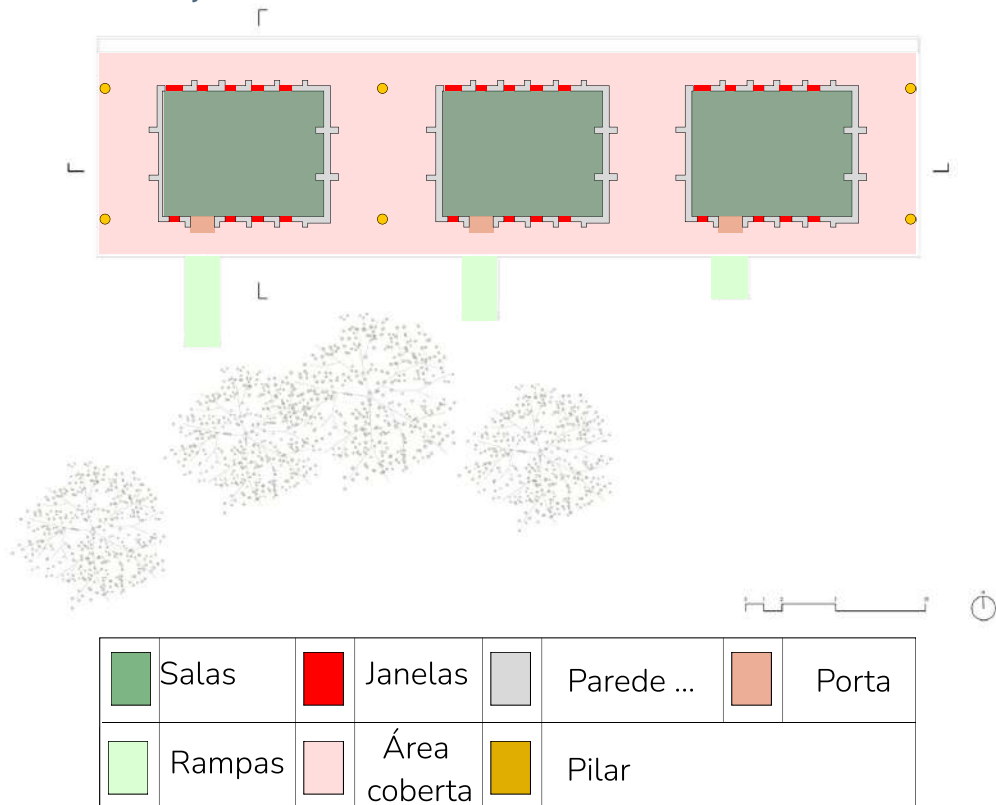 Salas
Janelas
Parede ...
Porta
Rampas
Área
coberta
Pilar